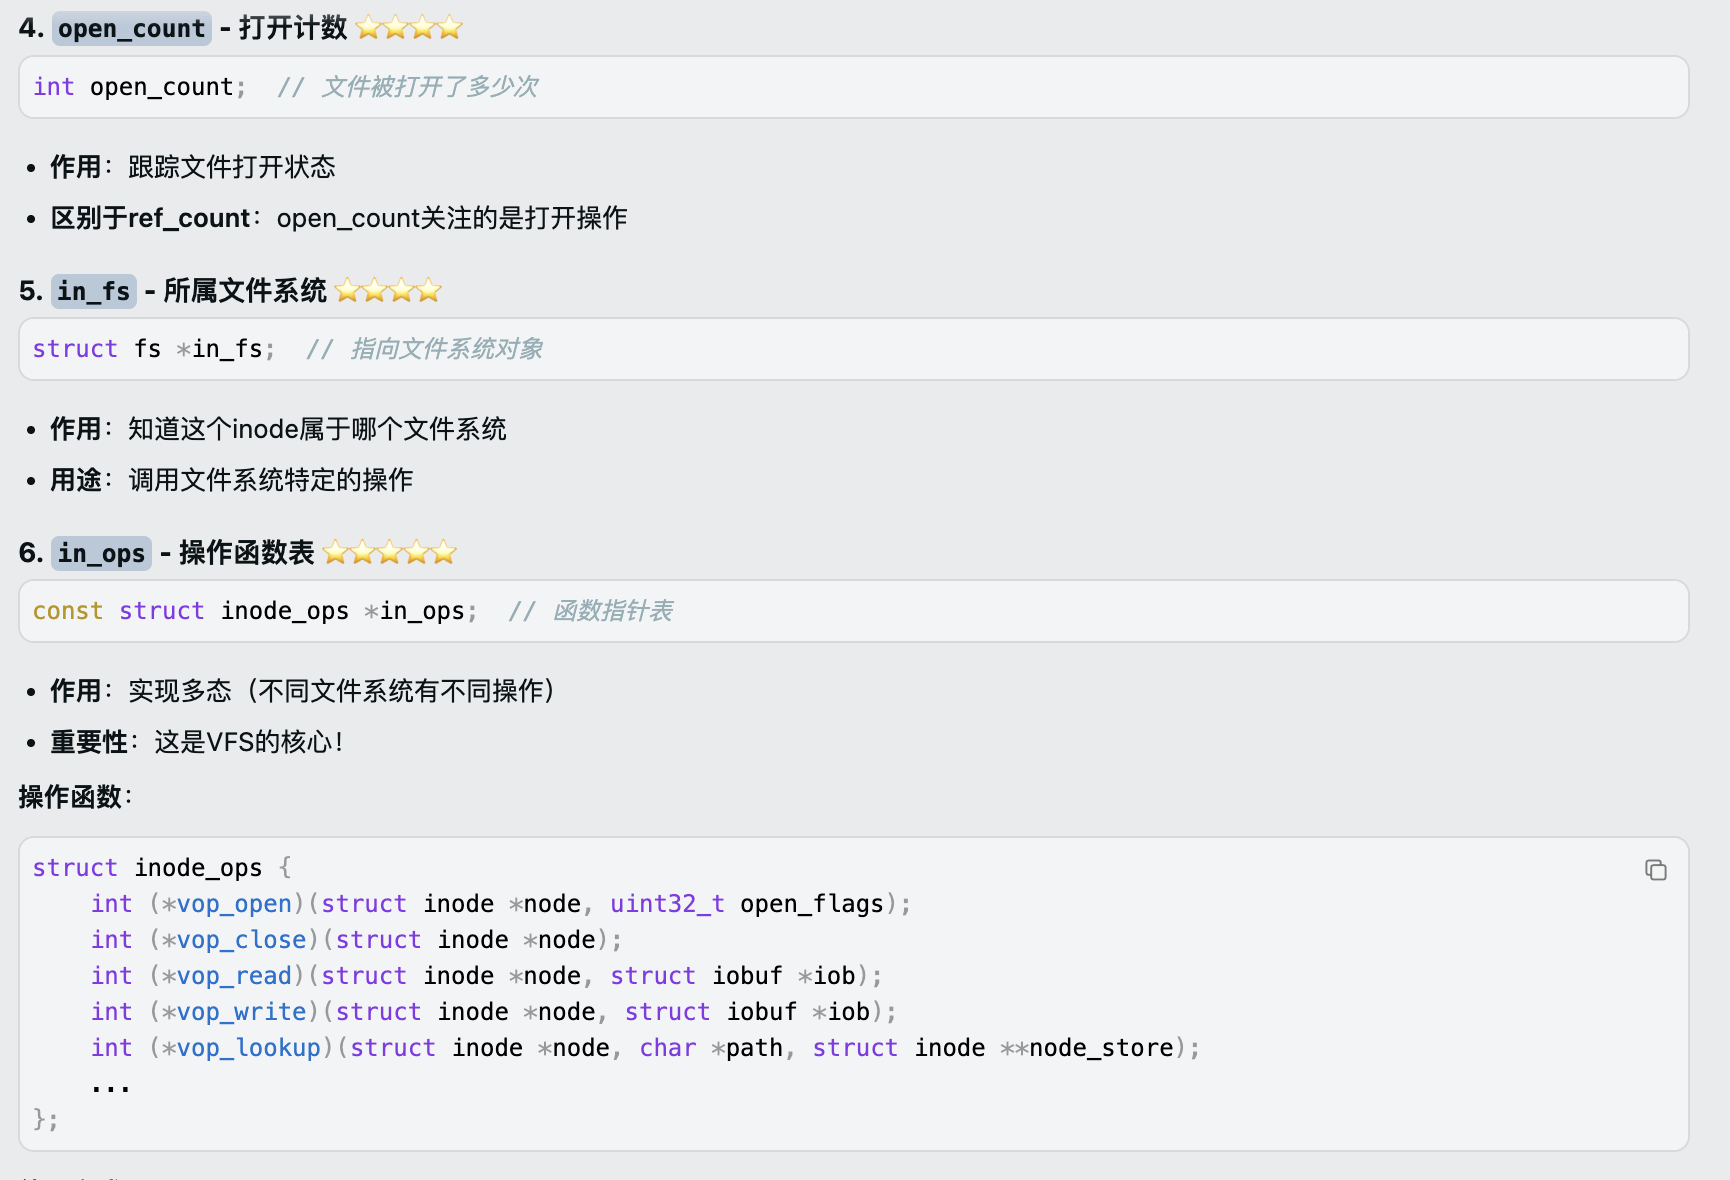 4. open_count - 打开计数 ⭐⭐⭐⭐
int open_count;  // 文件被打开了多少次
• 作用：跟踪文件打开状态
• 区别于ref_count：open_count关注的是打开操作
5. in_fs - 所属文件系统 ⭐⭐⭐⭐
struct fs *in_fs;  // 指向文件系统对象
• 作用：知道这个inode属于哪个文件系统
• 用途：调用文件系统特定的操作
6. in_ops - 操作函数表 ⭐⭐⭐⭐⭐
const struct inode_ops *in_ops;  // 函数指针表
• 作用：实现多态（不同文件系统有不同操作）
• 重要性：这是VFS的核心！
操作函数：
struct inode_ops {
    int (*vop_open)(struct inode *node, uint32_t open_flags);
    int (*vop_close)(struct inode *node);
    int (*vop_read)(struct inode *node, struct iobuf *iob);
    int (*vop_write)(struct inode *node, struct iobuf *iob);
    int (*vop_lookup)(struct inode *node, char *path, struct inode **node_store);
    ...
};